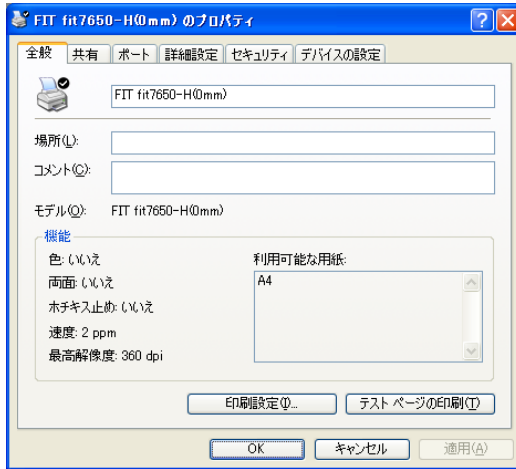 FIT fit7650-H(0mm) のプロパティ
全般 共有 ポート 詳細設定 セキュリティ デバイスの設定
FIT fit7650-H(0mm)
場所(L):
コメント(C):
モデル(O): FIT fit7650-H(0mm)
機能
色: いいえ 利用可能な用紙:
両面: いいえ A4
ホチキス止め: いいえ
速度: 2 ppm
最高解像度: 360 dpi
印刷設定(I)... テスト ページの印刷(T)
OK キャンセル 適用(A)